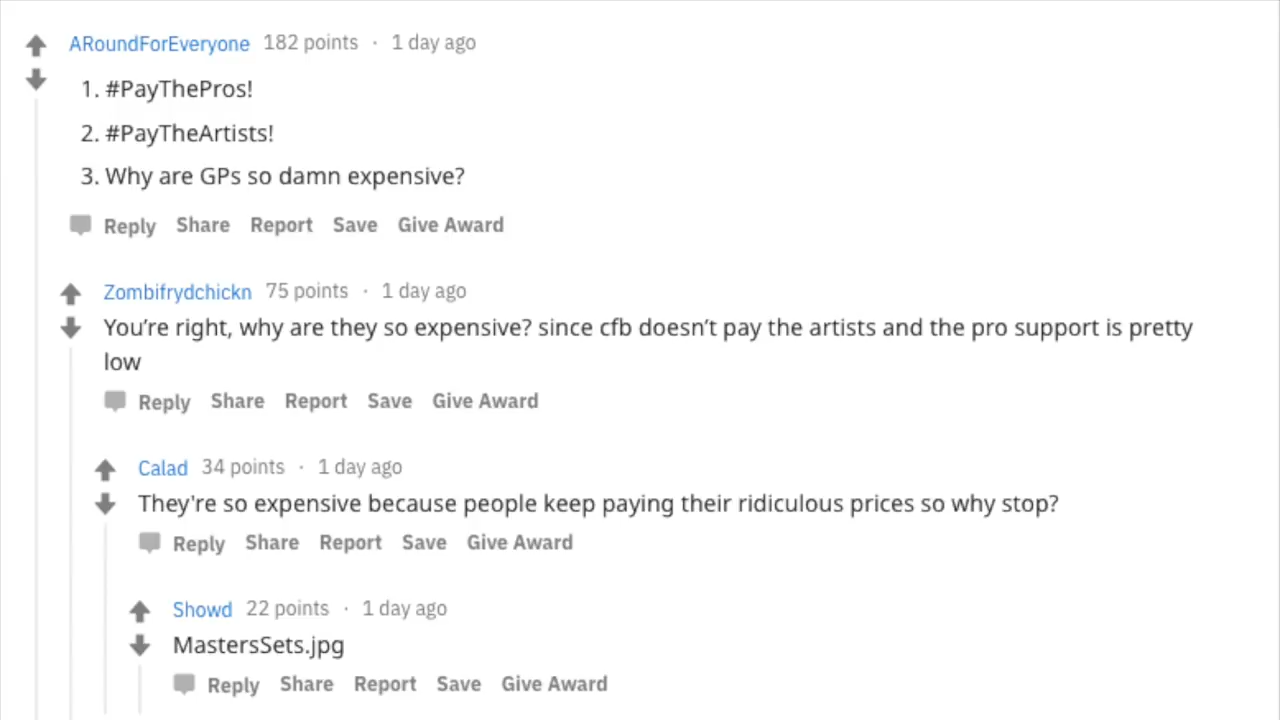 ARoundForEveryone 182 points · 1 day ago
1. #PayThePros!
2. #PayTheArtists!
3. Why are GPs so damn expensive?
Reply Share Report Save Give Award
Zombifrydchickn 75 points · 1 day ago
You’re right, why are they so expensive? since cfb doesn’t pay the artists and the pro support is pretty
low
Reply Share Report Save Give Award
Calad 34 points · 1 day ago
They're so expensive because people keep paying their ridiculous prices so why stop?
Reply Share Report Save Give Award
Showd 22 points · 1 day ago
MastersSets.jpg
Reply Share Report Save Give Award